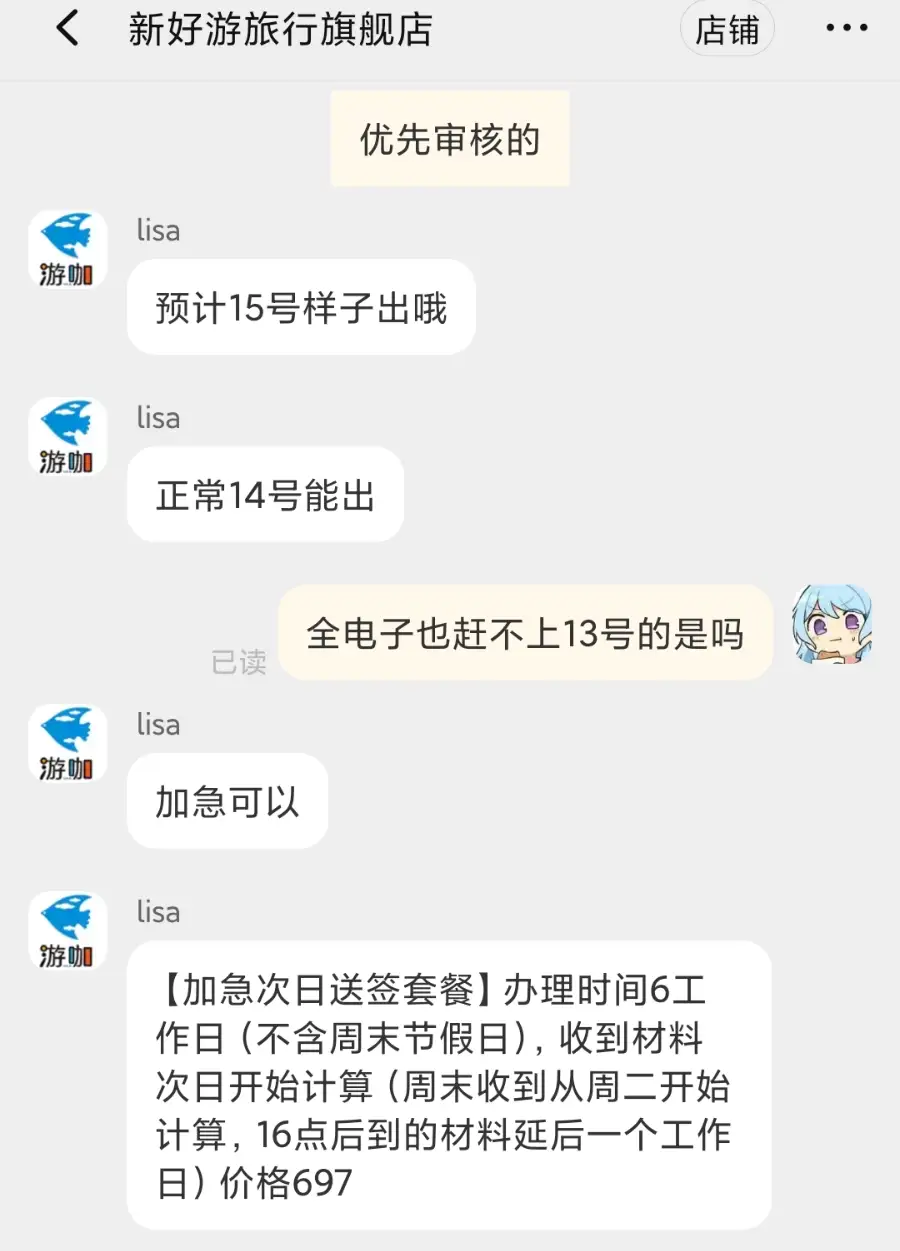 新好游旅行旗舰店
店铺
优先审核的
lisa
游咖
预计15号样子出哦
lisa
游咖
正常14号能出
全电子也赶不上13号的是吗
已读
lisa
游咖
加急可以
lisa
游咖
【加急次日送签套餐】办理时间6工
作日（不含周末节假日），收到材料
次日开始计算（周末收到从周二开始
计算，16点后到的材料延后一个工作
日）价格697